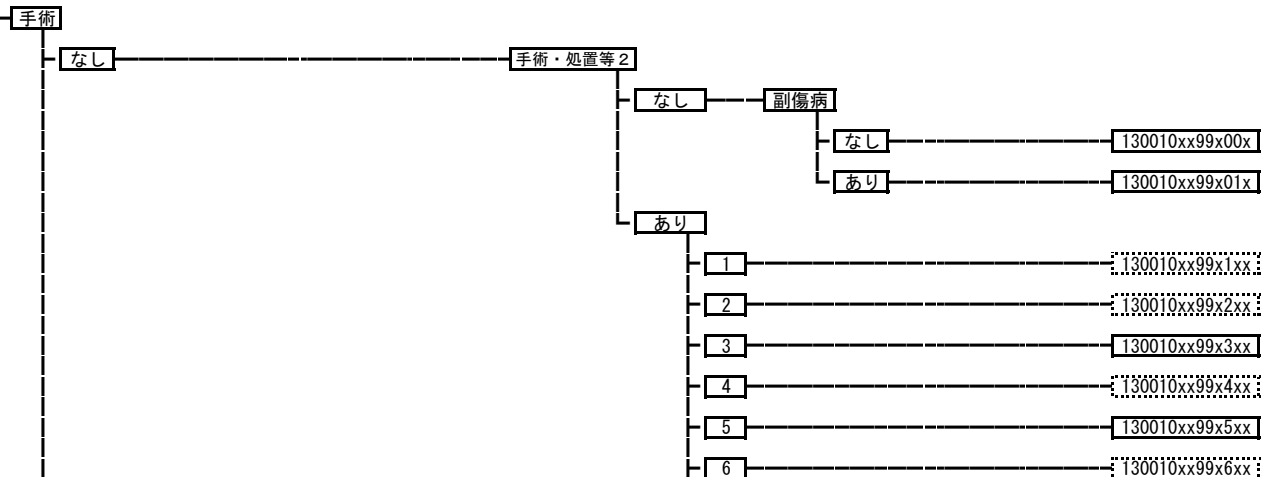 手術
なし 手術・処置等2
なし 副傷病
なし 130010xx99x00x
あり 130010xx99x01x
あり
1 130010xx99x1xx
2 130010xx99x2xx
3 130010xx99x3xx
4 130010xx99x4xx
5 130010xx99x5xx
6 130010xx99x6xx